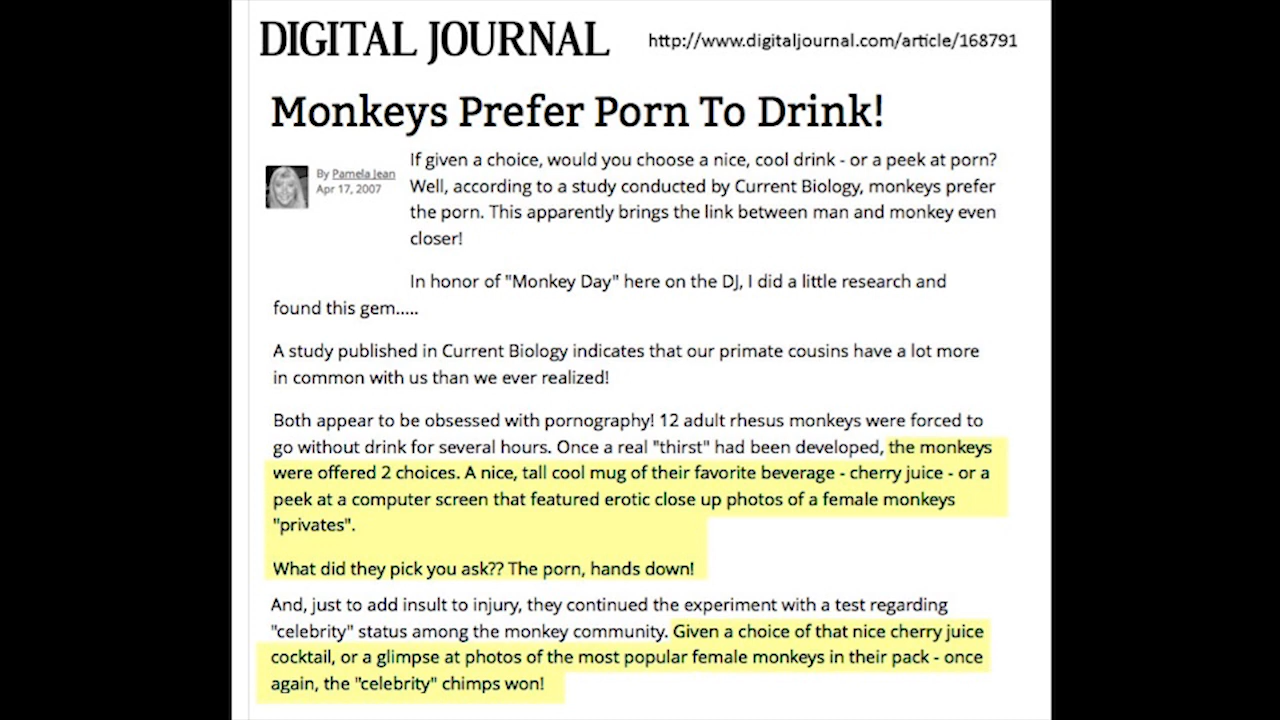 DIGITAL JOURNAL http://www.digitaljournal.com/article/168791
Monkeys Prefer Porn To Drink!
By Pamela Jean
Apr 17, 2007
If given a choice, would you choose a nice, cool drink - or a peek at porn?
Well, according to a study conducted by Current Biology, monkeys prefer
the porn. This apparently brings the link between man and monkey even
closer!
In honor of "Monkey Day" here on the DJ, I did a little research and
found this gem.....
A study published in Current Biology indicates that our primate cousins have a lot more
in common with us than we ever realized!
Both appear to be obsessed with pornography! 12 adult rhesus monkeys were forced to
go without drink for several hours. Once a real "thirst" had been developed, the monkeys
were offered 2 choices. A nice, tall cool mug of their favorite beverage - cherry juice - or a
peek at a computer screen that featured erotic close up photos of a female monkeys
"privates".
What did they pick you ask?? The porn, hands down!
And, just to add insult to injury, they continued the experiment with a test regarding
"celebrity" status among the monkey community. Given a choice of that nice cherry juice
cocktail, or a glimpse at photos of the most popular female monkeys in their pack - once
again, the "celebrity" chimps won!